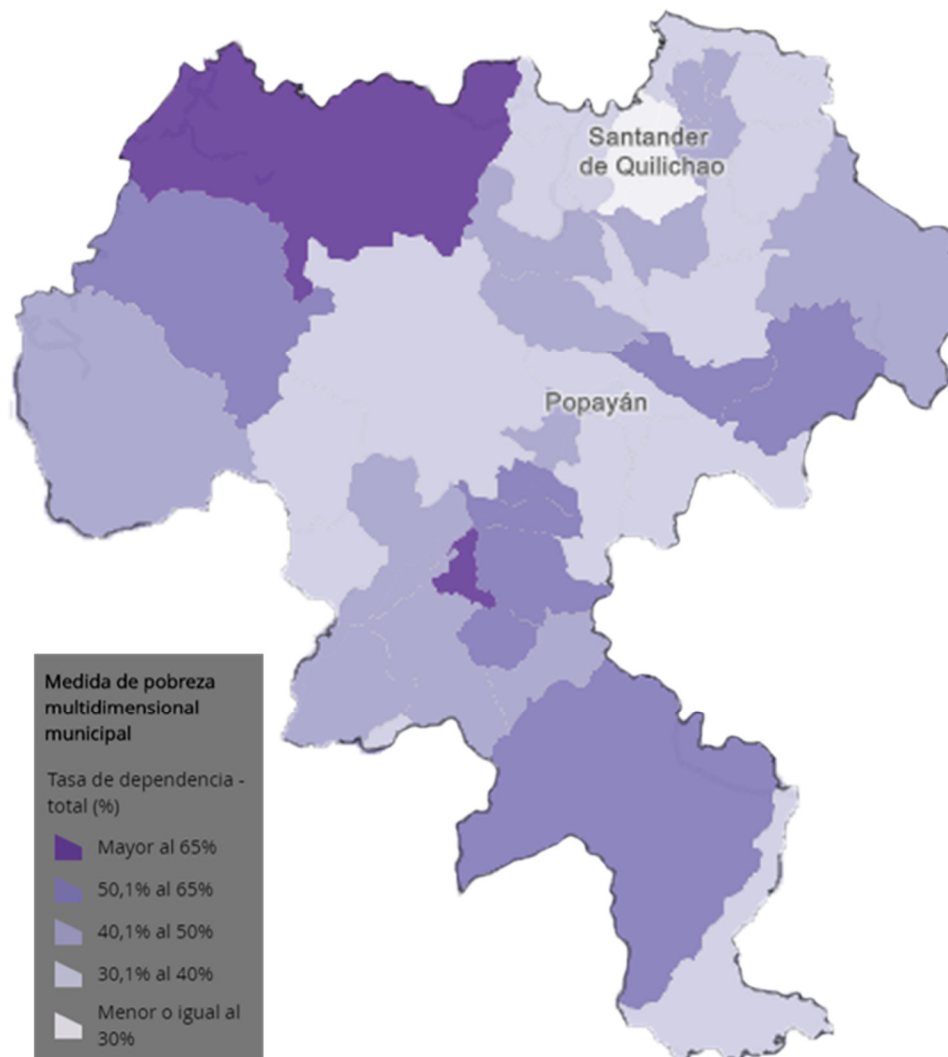 Santander
de Quilichao
Popayán
Medida de pobreza
multidimensional
municipal
Tasa de dependencia -
total (%)
Mayor al 65%
50,1% al 65%
40,1% al 50%
30,1% al 40%
Menor o igual al
30%